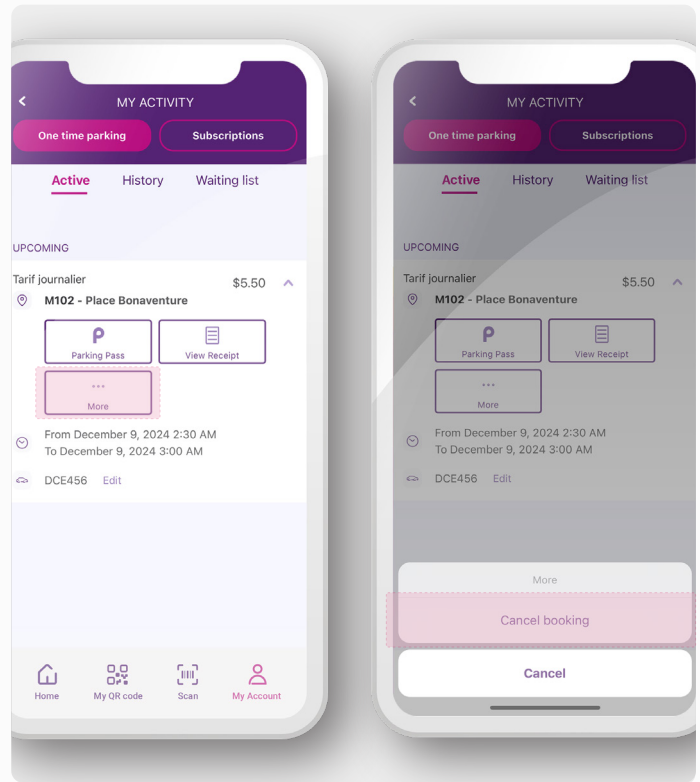 MY ACTIVITY
One time parking
Subscriptions
Active
History
Waiting list
UPCOMING
Tarif journalier
$5.50
M102 - Place Bonaventure
Parking Pass
View Receipt
More
From December 9, 2024 2:30 AM
To December 9, 2024 3:00 AM
DCE456 Edit
Home
My QR code
Scan
My Account
MY ACTIVITY
One time parking
Subscriptions
Active
History
Waiting list
UPCOMING
Tarif journalier
$5.50
M102 - Place Bonaventure
Parking Pass
View Receipt
More
From December 9, 2024 2:30 AM
To December 9, 2024 3:00 AM
DCE456 Edit
More
Cancel booking
Cancel